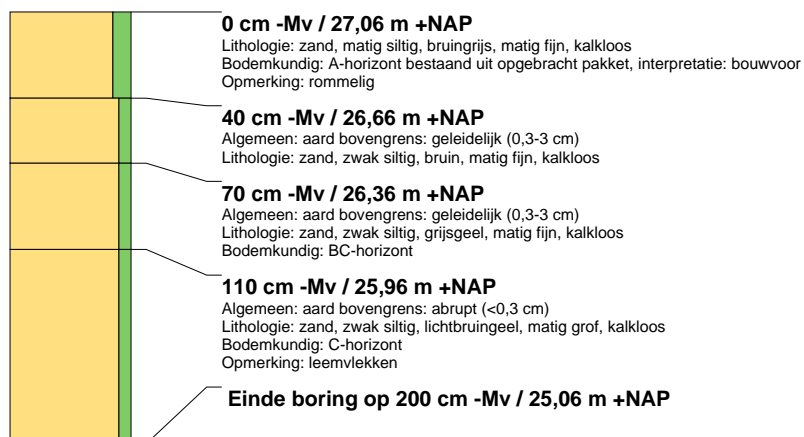 0 cm -Mv / 27,06 m +NAP
Lithologie: zand, matig siltig, bruingrijs, matig fijn, kalkloos
Bodemkundig: A-horizont bestaand uit opgebracht pakket, interpretatie: bouwvoor
Opmerking: rommelig
40 cm -Mv / 26,66 m +NAP
Algemeen: aard bovengrens: geleidelijk (0,3-3 cm)
Lithologie: zand, zwak siltig, bruin, matig fijn, kalkloos
70 cm -Mv / 26,36 m +NAP
Algemeen: aard bovengrens: geleidelijk (0,3-3 cm)
Lithologie: zand, zwak siltig, grijsgeel, matig fijn, kalkloos
Bodemkundig: BC-horizont
110 cm -Mv / 25,96 m +NAP
Algemeen: aard bovengrens: abrupt (<0,3 cm)
Lithologie: zand, zwak siltig, lichtbruingeel, matig grof, kalkloos
Bodemkundig: C-horizont
Opmerking: leemvlekken
Einde boring op 200 cm -Mv / 25,06 m +NAP